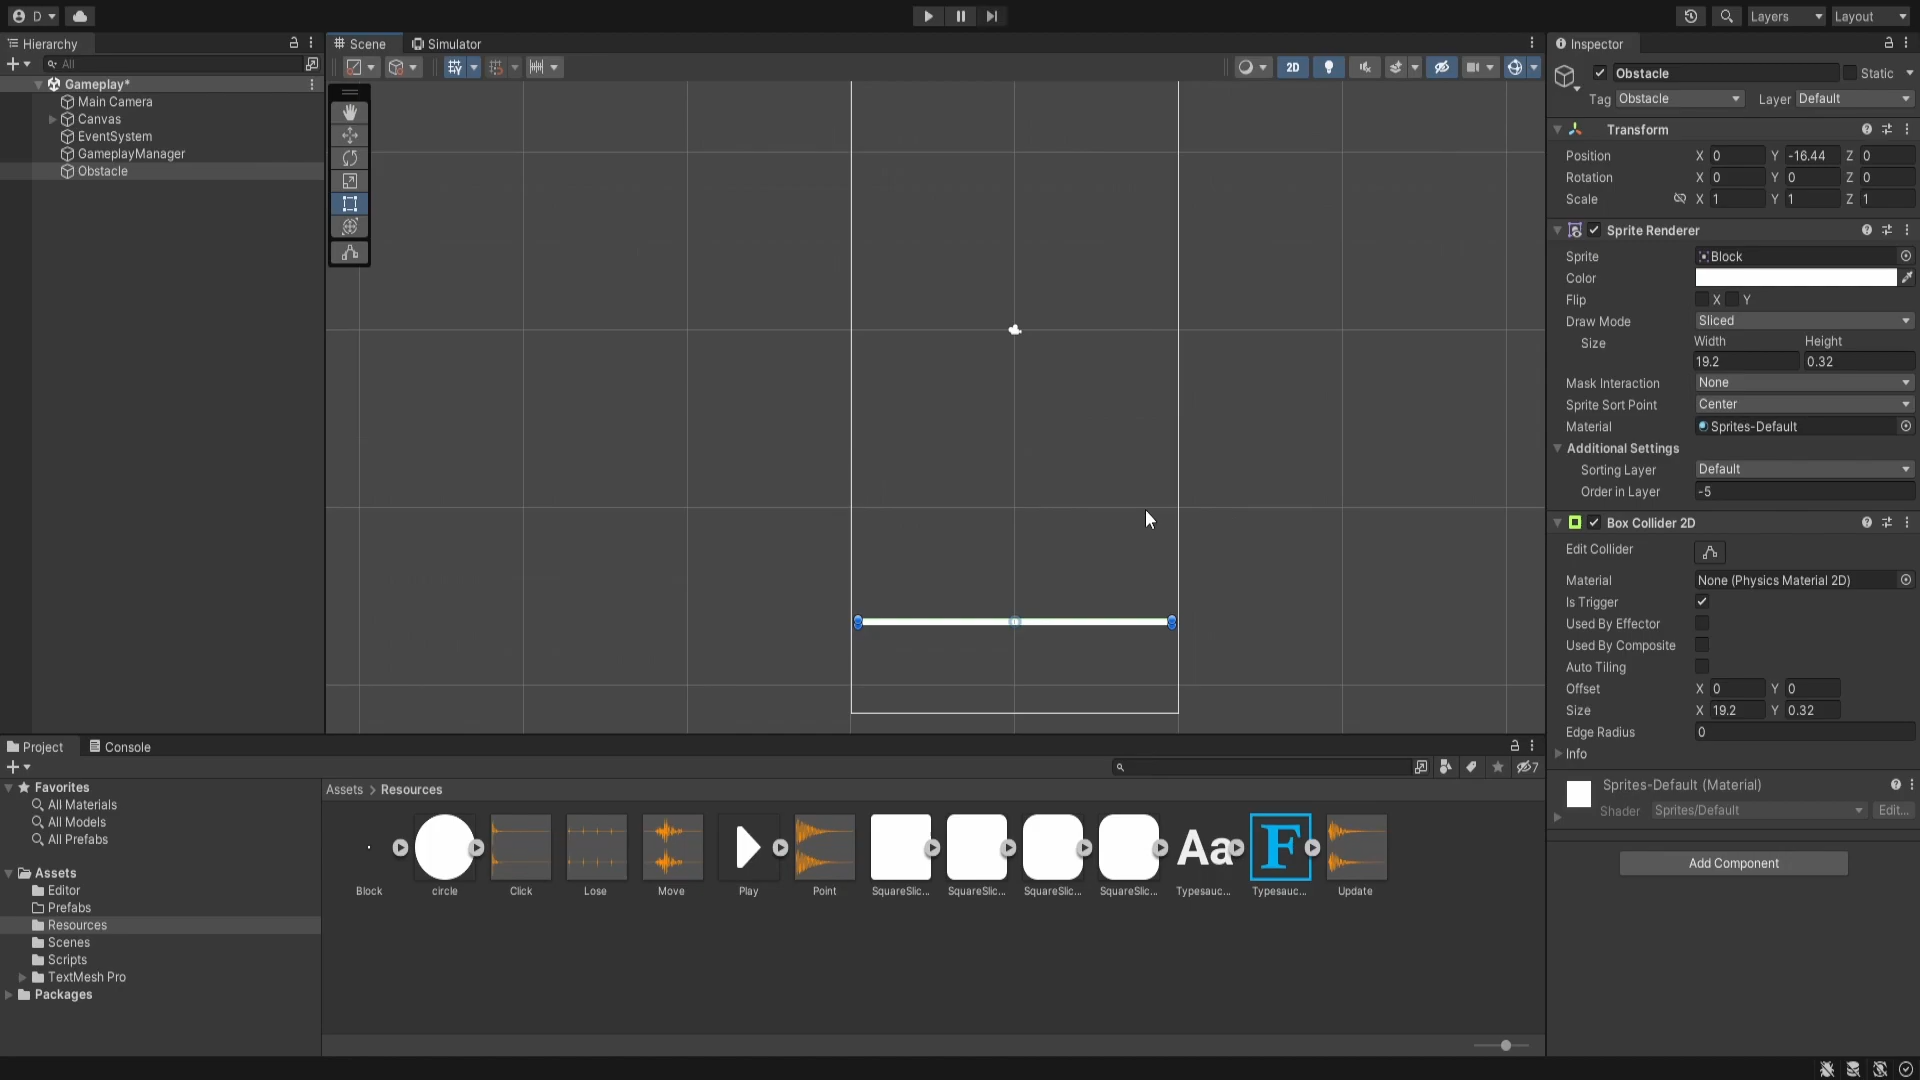 D
Layers
Layout
Hierarchy
All
Gameplay*
Main Camera
Canvas
EventSystem
GameplayManager
Obstacle
Scene
Simulator
2D
Inspector
Obstacle
Static
Tag Obstacle Layer Default
Transform
Position X 0 Y -16.44 Z 0
Rotation X 0 Y 0 Z 0
Scale X 1 Y 1 Z 1
Sprite Renderer
Sprite Block
Color
Flip X Y
Draw Mode Sliced
Size Width Height
19.2 0.32
Mask Interaction None
Sprite Sort Point Center
Material Sprites-Default
Additional Settings
Sorting Layer Default
Order in Layer -5
Box Collider 2D
Edit Collider
Material None (Physics Material 2D)
Is Trigger
Used By Effector
Used By Composite
Auto Tiling
Offset X 0 Y 0
Size X 19.2 Y 0.32
Edge Radius 0
Info
Sprites-Default (Material)
Shader Sprites/Default Edit...
Add Component
Project
Console
7
Favorites
All Materials
All Models
All Prefabs
Assets
Editor
Prefabs
Resources
Scenes
Scripts
TextMesh Pro
Packages
Assets > Resources
Aa F
Block circle Click Lose Move Play Point SquareSlic... SquareSlic... SquareSlic... SquareSlic... Typesauc... Typesauc... Update